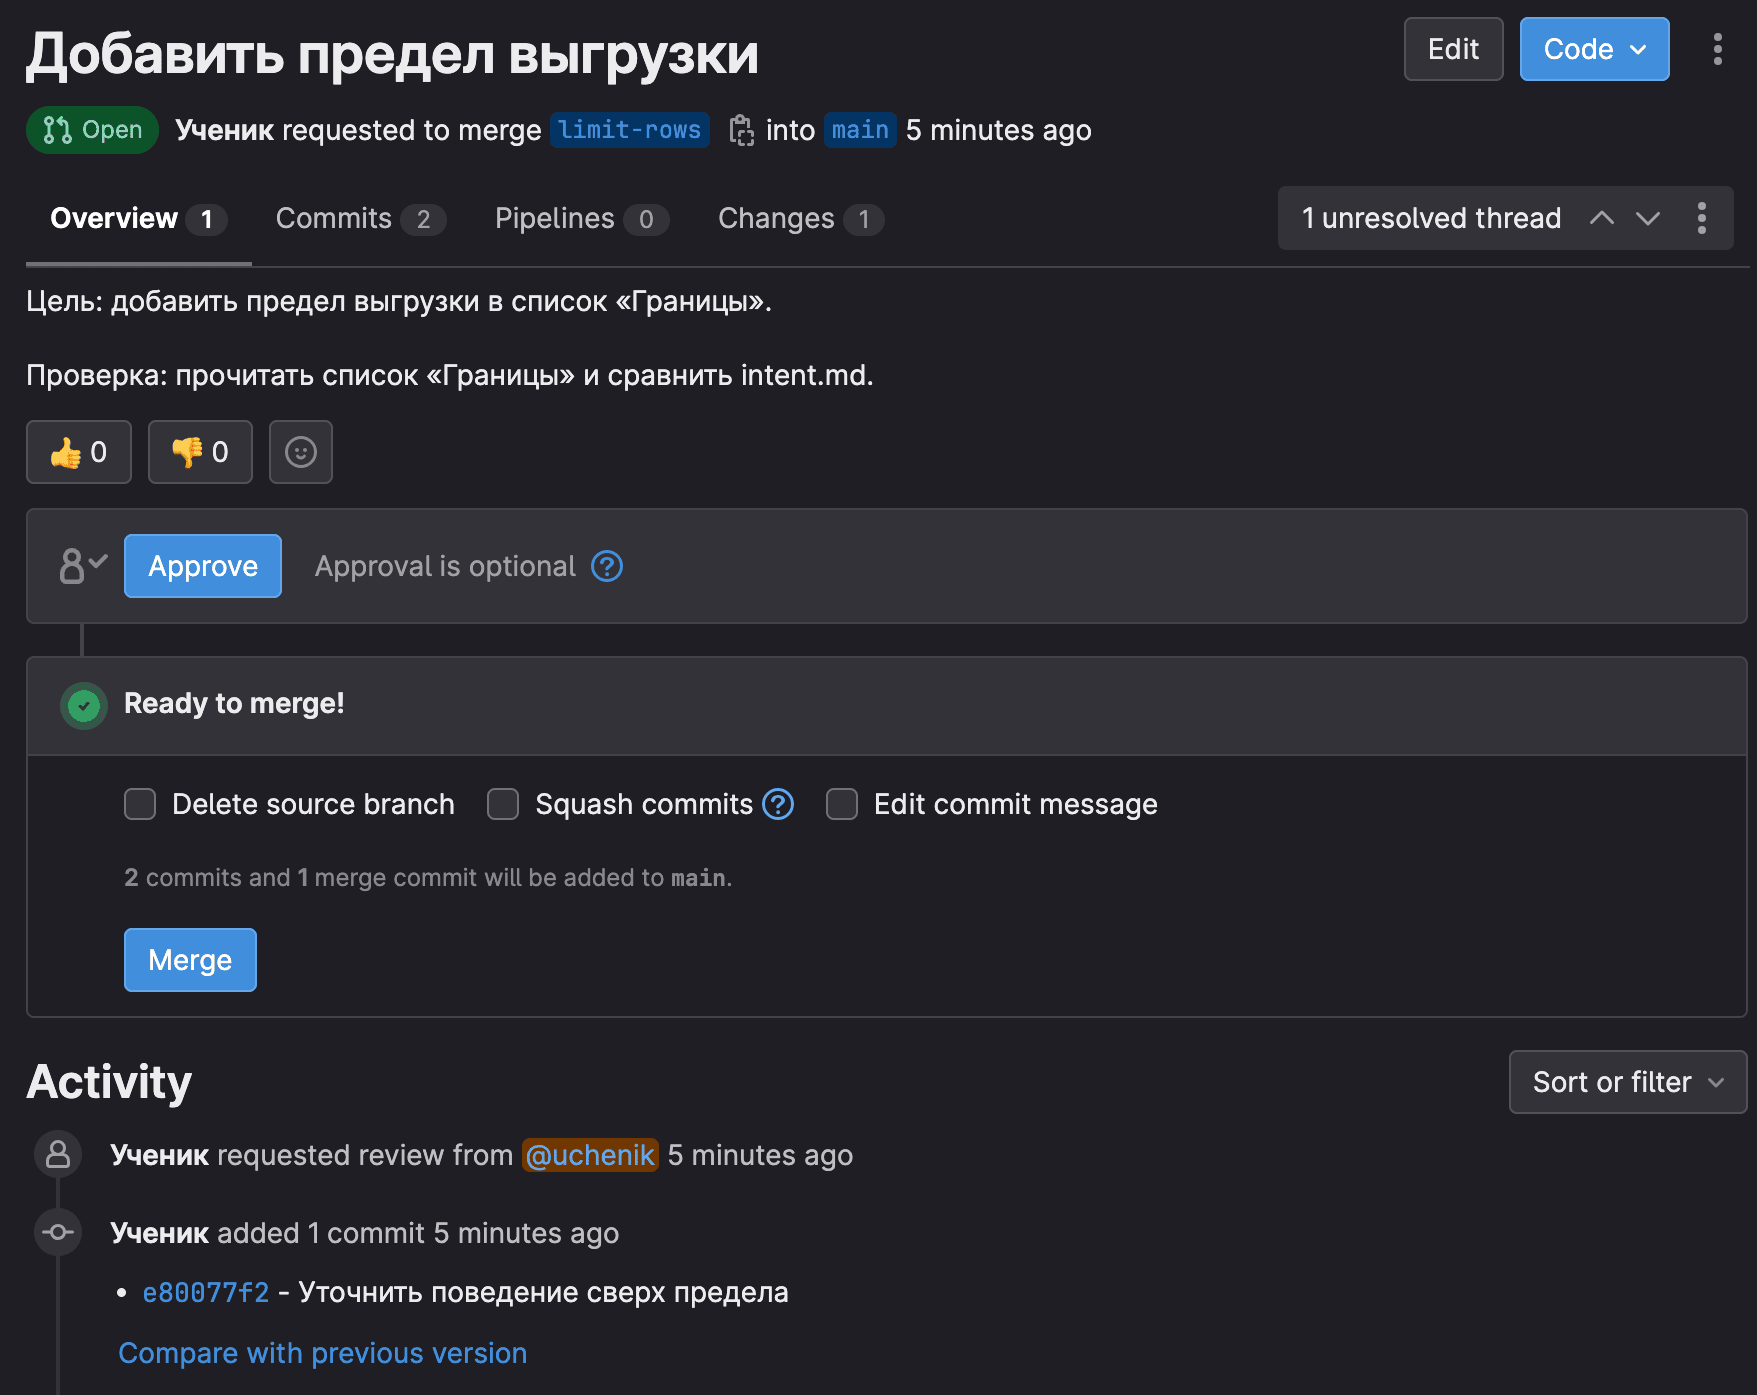 Добавить предел выгрузки
Edit
Code
Open
Ученик requested to merge limit-rows into main 5 minutes ago
Overview 1
Commits 2
Pipelines 0
Changes 1
1 unresolved thread
Цель: добавить предел выгрузки в список «Границы».
Проверка: прочитать список «Границы» и сравнить intent.md.
👍 0
👎 0
Approve
Approval is optional
Ready to merge!
Delete source branch
Squash commits
Edit commit message
2 commits and 1 merge commit will be added to main.
Merge
Activity
Sort or filter
Ученик requested review from @uchenik 5 minutes ago
Ученик added 1 commit 5 minutes ago
• e80077f2 - Уточнить поведение сверх предела
Compare with previous version